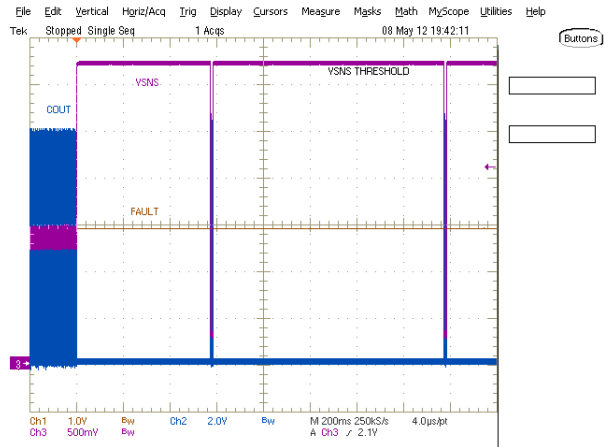 File Edit Vertical Horiz/Acq Trig Display Cursors Measure Masks Math MyScope Utilities Help
Tek Stopped Single Seq 1 Acqs 08 May 12 19:42:11
Buttons
YSNS THRESHOLD
YSNS
COUT
FAULT
3
Ch1 1.0V Bw Ch2 2.0V Bw M 200ms 250kS/s 4.0µs/pt
Ch3 500mV Bw A Ch3 / 2.1V